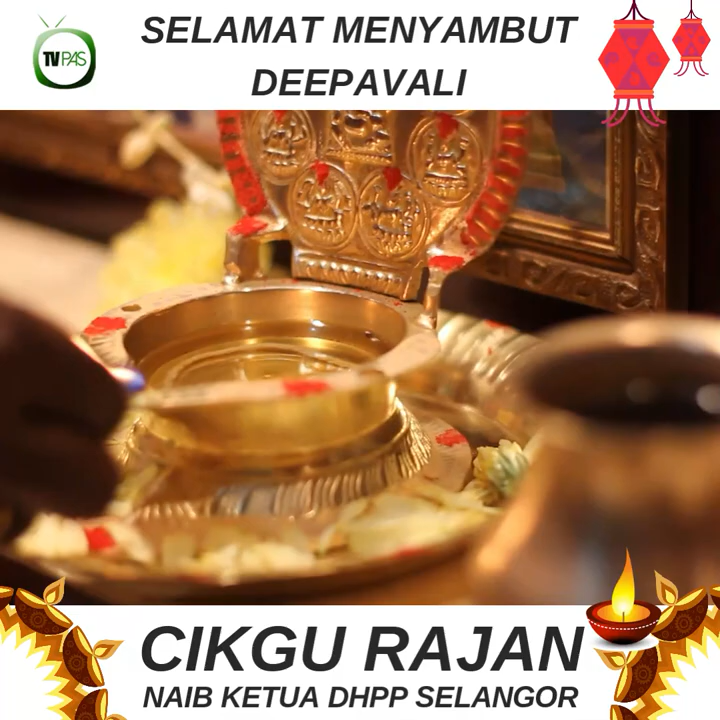 TVPAS
SELAMAT MENYAMBUT
DEEPAVALI
CIKGU RAJAN
NAIB KETUA DHPP SELANGOR